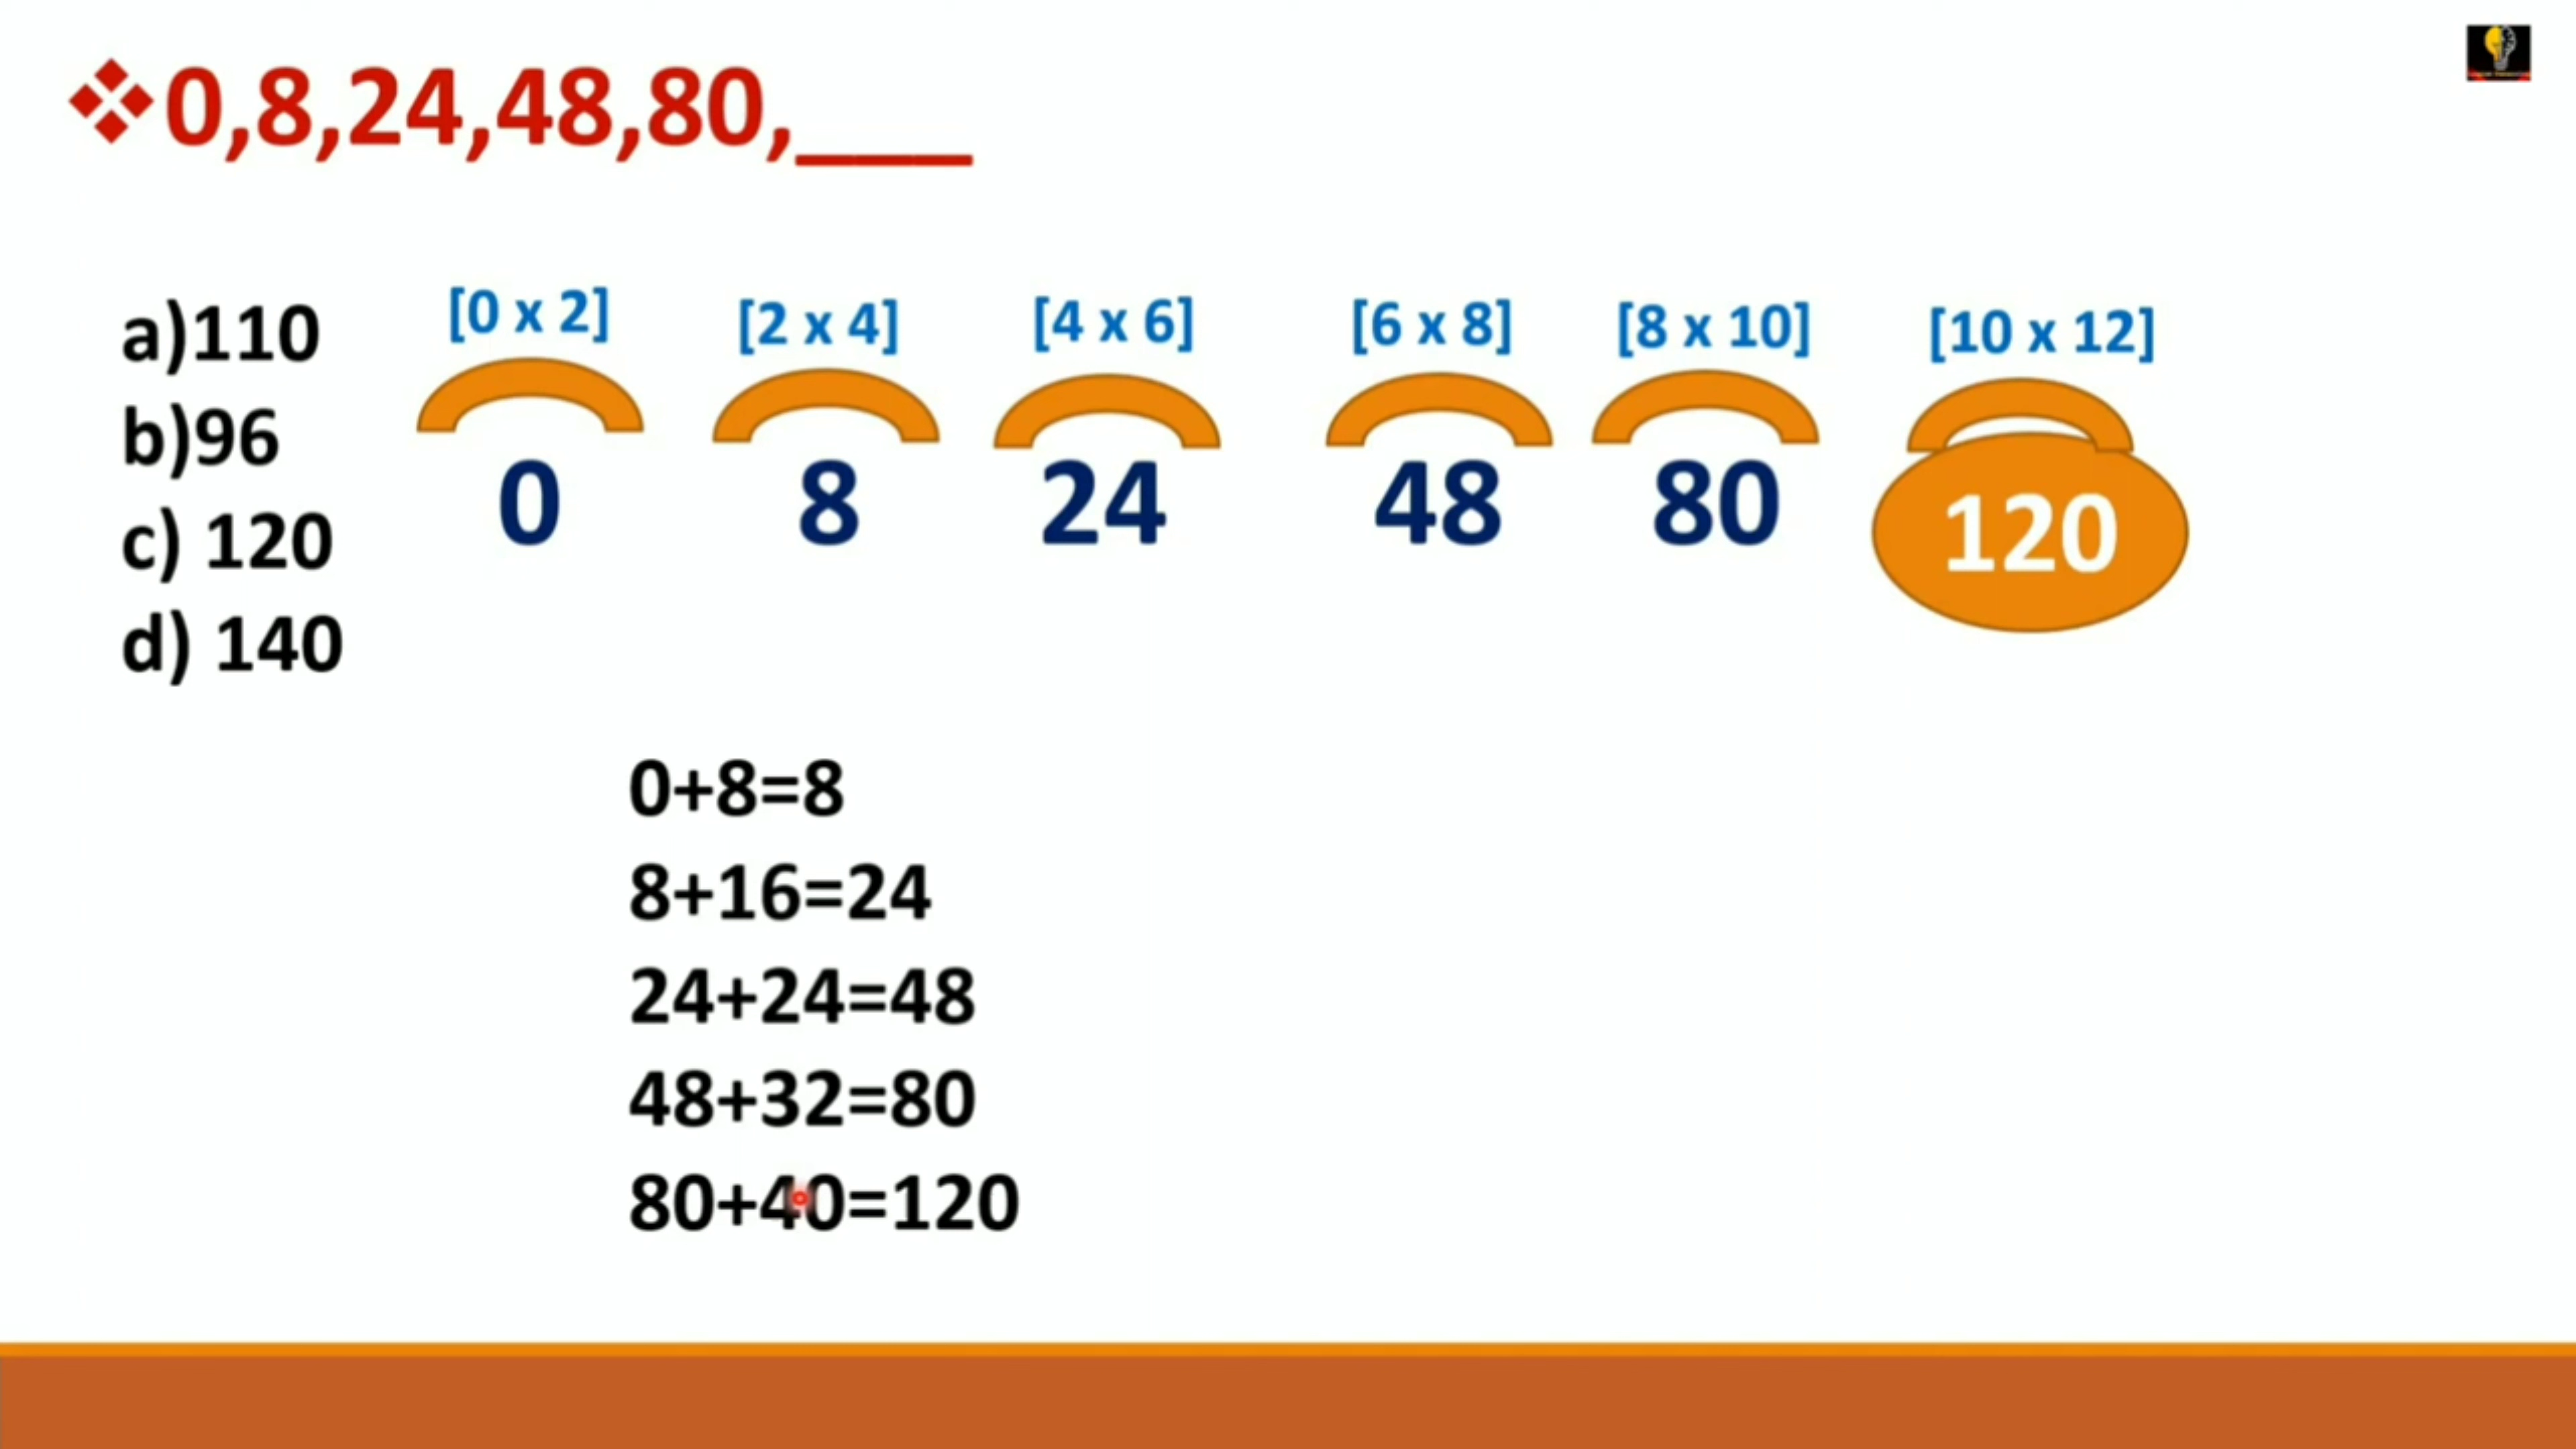 ❖0,8,24,48,80,___
a)110
b)96
c) 120
d) 140
[0 x 2] [2 x 4] [4 x 6] [6 x 8] [8 x 10] [10 x 12]
0 8 24 48 80 120
0+8=8
8+16=24
24+24=48
48+32=80
80+40=120